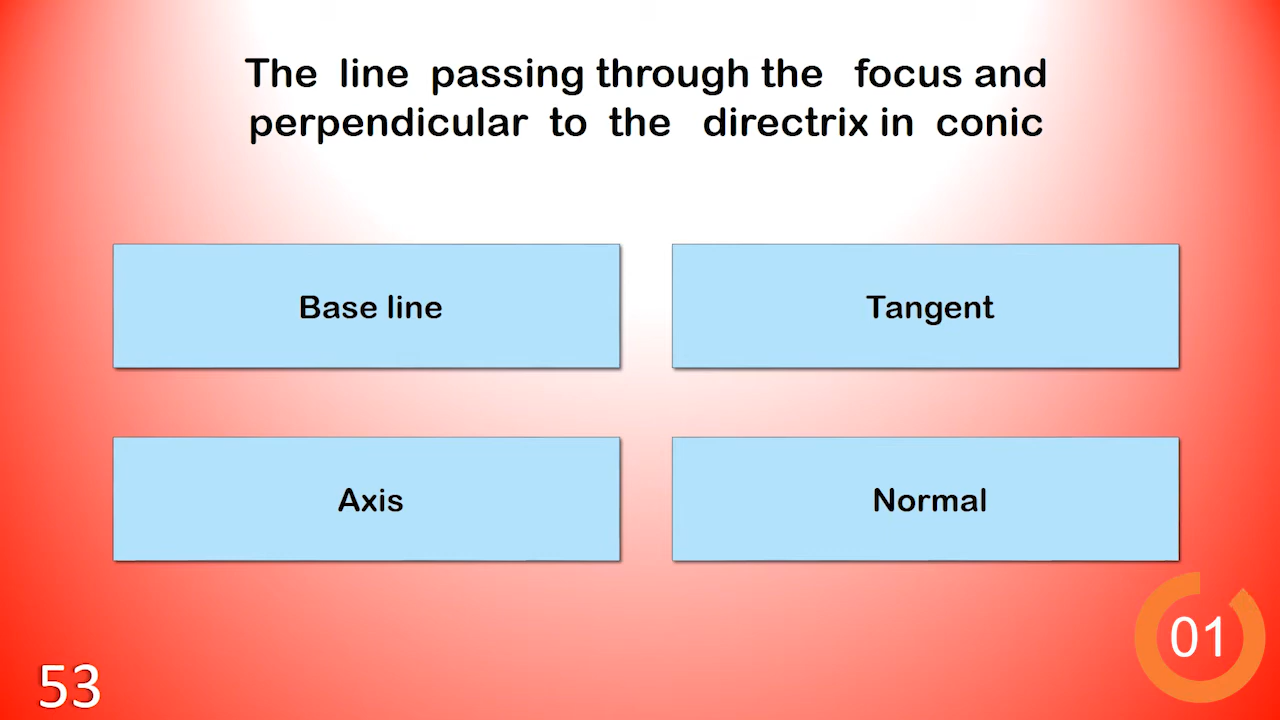 The line passing through the focus and
perpendicular to the directrix in conic
Base line
Tangent
Axis
Normal
01
53